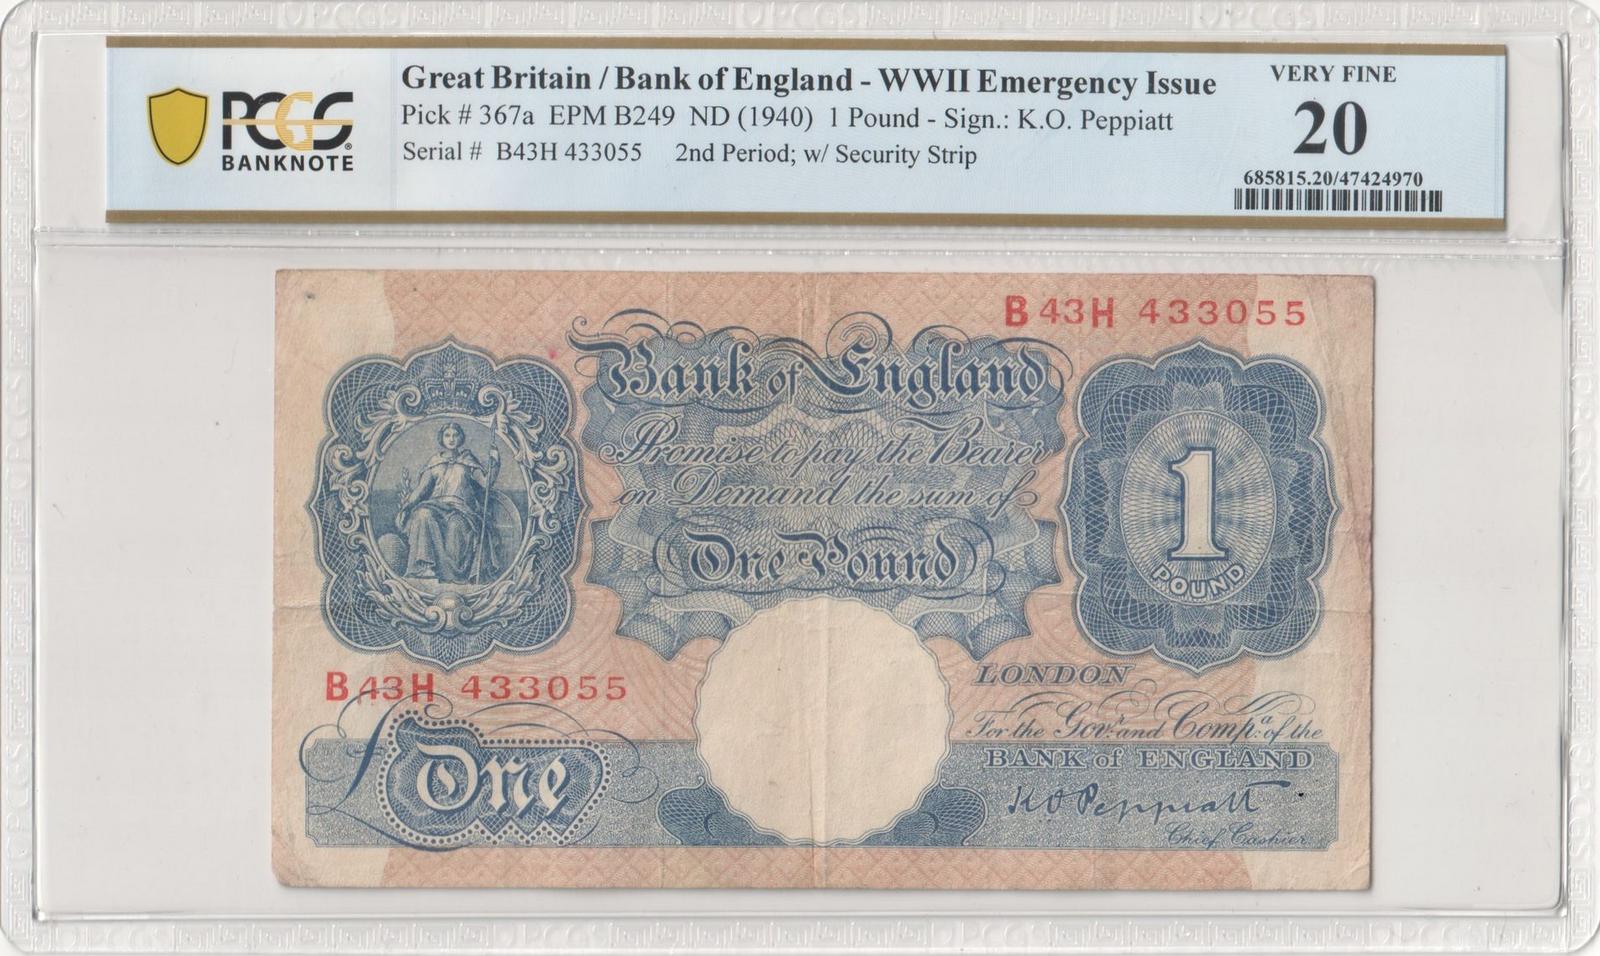 Great Britain / Bank of England - WWII Emergency Issue
Pick # 367a EPM B249 ND (1940) 1 Pound - Sign.: K.O. Peppiatt
Serial # B43H 433055 2nd Period; w/ Security Strip
PCGS
BANKNOTE
VERY FINE
20
685815.20/47424970
B43H 433055
Bank of England
Promise to pay the Bearer
on Demand the sum of
One Pound
1
POUND
B43H 433055
LONDON
For the Govr. and Compa. of the
BANK of ENGLAND
£One
K O Peppiatt
Chief Cashier